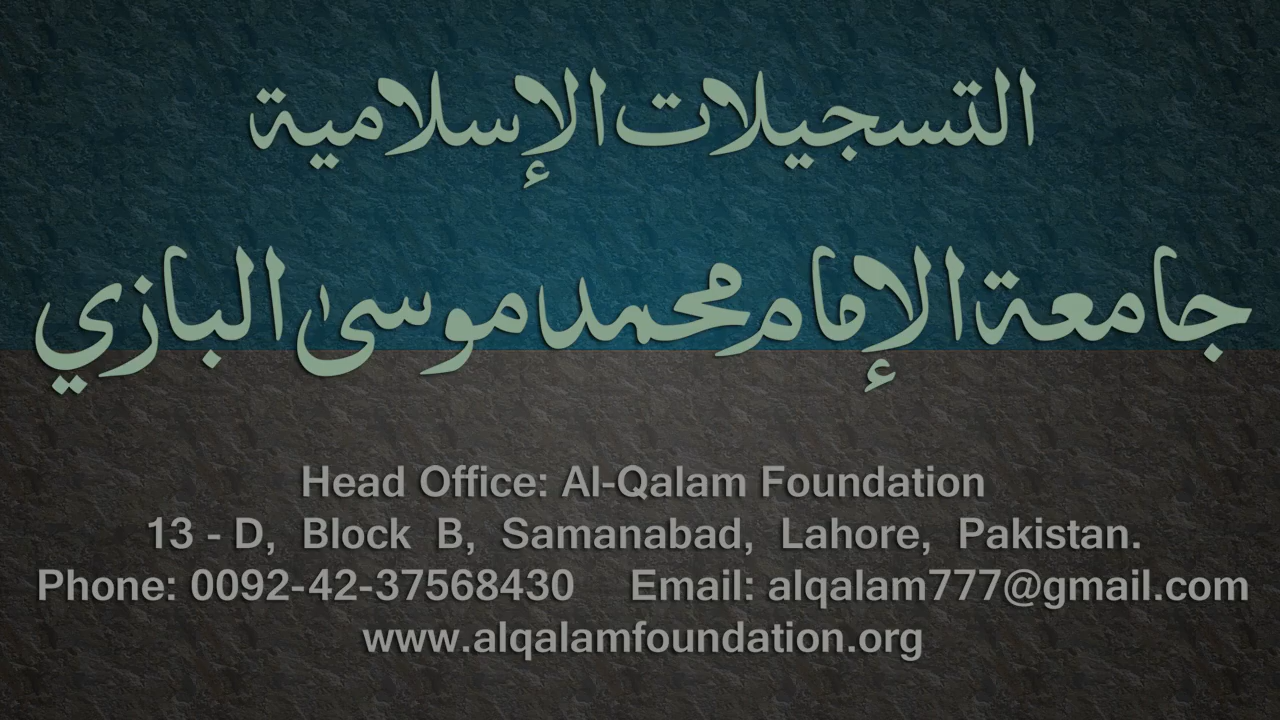 التسجيلات الإسلامية
جامعة الإمام محمد موسىٰ البازي
Head Office: Al-Qalam Foundation
13 - D, Block B, Samanabad, Lahore, Pakistan.
Phone: 0092-42-37568430 Email: alqalam777@gmail.com
www.alqalamfoundation.org